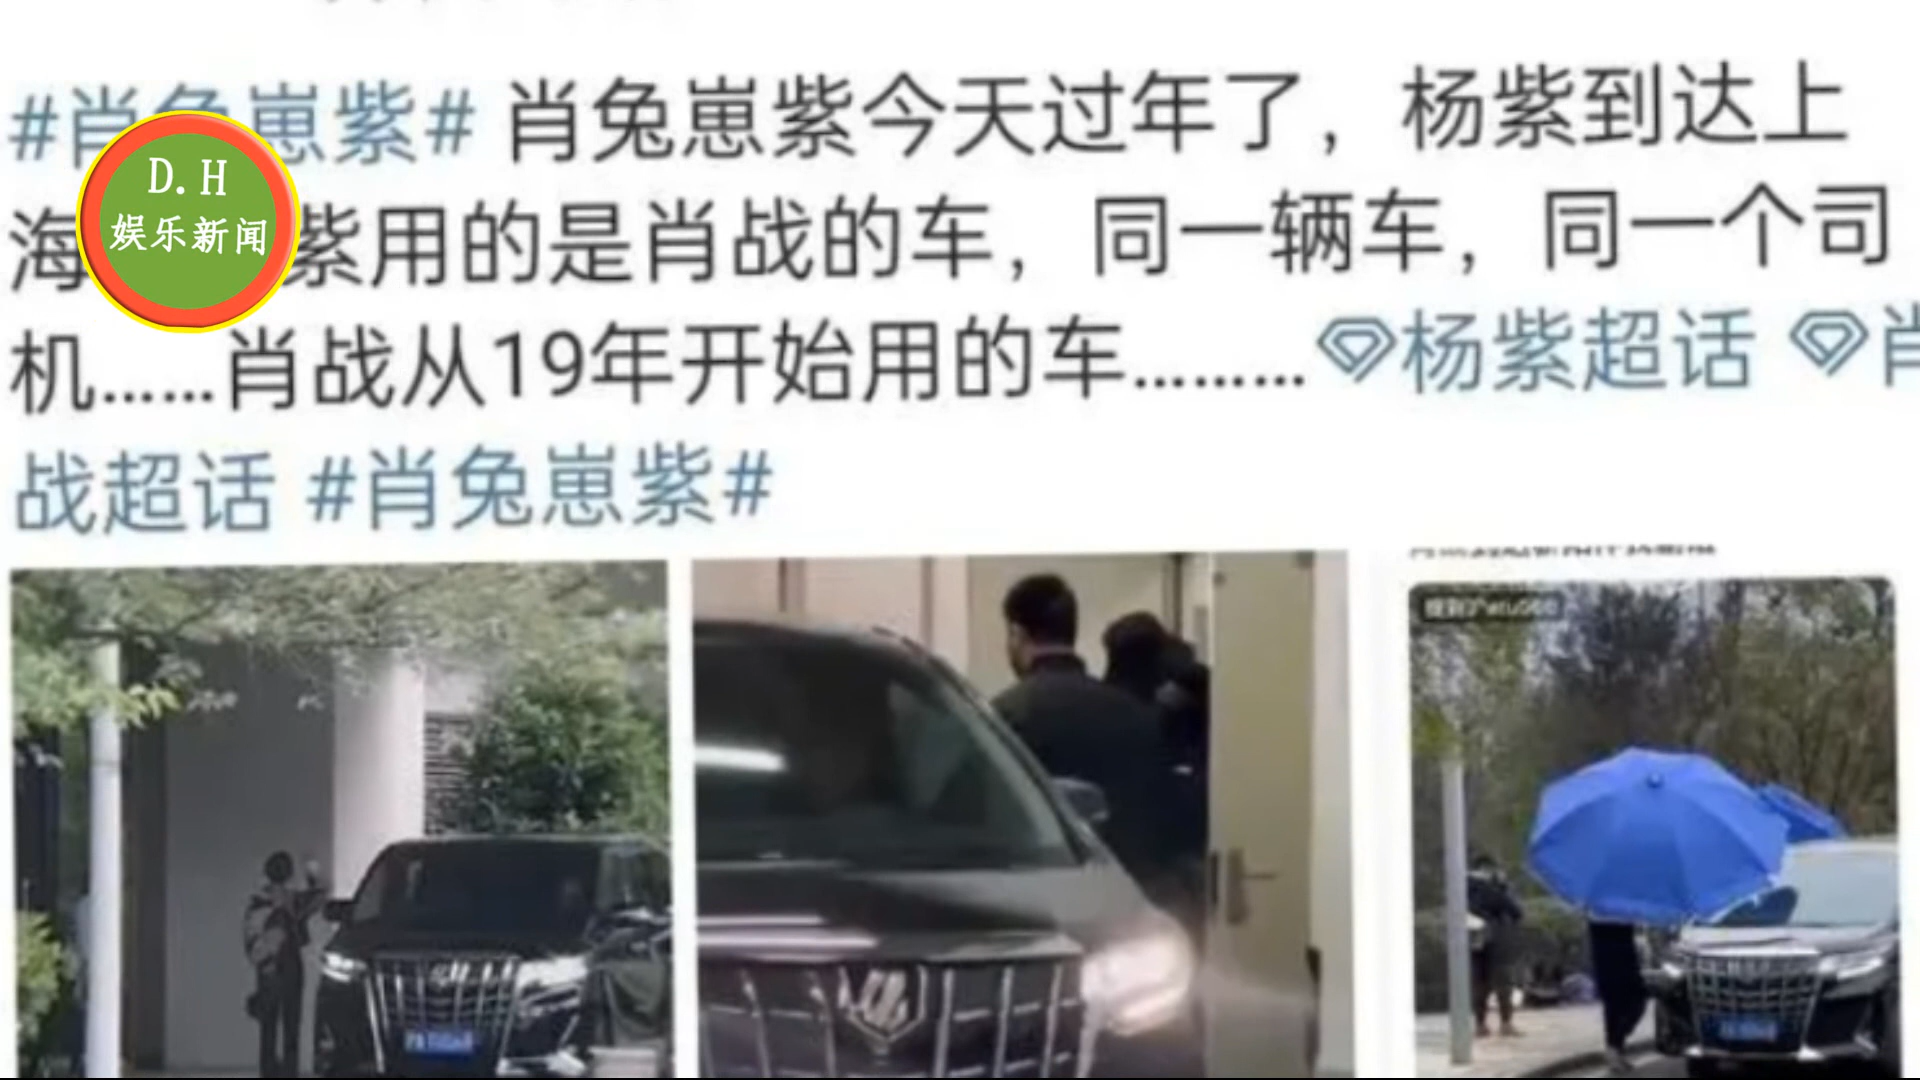 #肖兔崽紫# 肖兔崽紫今天过年了，杨紫到达上
海 紫用的是肖战的车，同一辆车，同一个司
机……肖战从19年开始用的车………杨紫超话 肖
战超话 #肖兔崽紫#
D.H
娱乐新闻